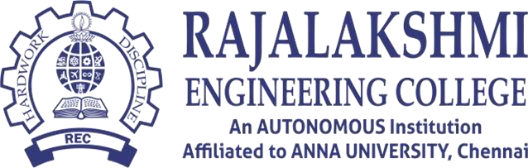 HARDWORK
DISCIPLINE
REC
RAJALAKSHMI
ENGINEERING COLLEGE
An AUTONOMOUS Institution
Affiliated to ANNA UNIVERSITY, Chennai